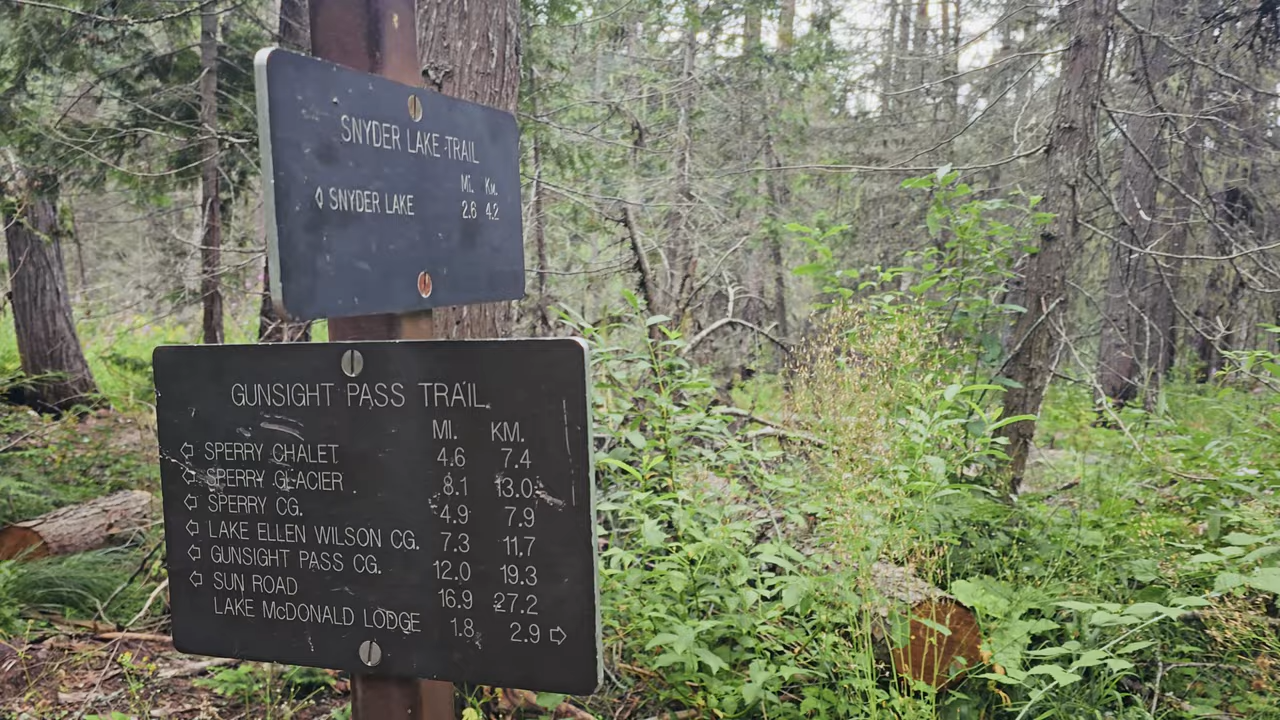 SNYDER LAKE TRAIL
MI. KM.
⇧ SNYDER LAKE 2.6 4.2
GUNSIGHT PASS TRAIL
MI. KM.
⇦ SPERRY CHALET 4.6 7.4
⇦ SPERRY GLACIER 8.1 13.0
⇦ SPERRY CG. 4.9 7.9
⇦ LAKE ELLEN WILSON CG. 7.3 11.7
⇦ GUNSIGHT PASS CG. 12.0 19.3
⇦ SUN ROAD 16.9 27.2
LAKE McDONALD LODGE 1.8 2.9 ⇨